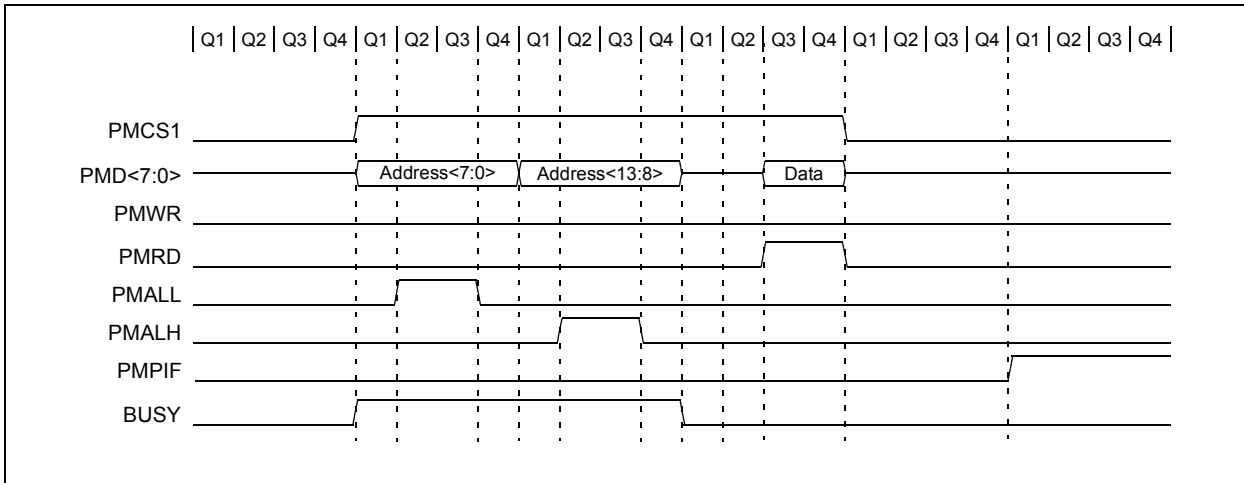 Q1 Q2 Q3 Q4 Q1 Q2 Q3 Q4 Q1 Q2 Q3 Q4 Q1 Q2 Q3 Q4 Q1 Q2 Q3 Q4 Q1 Q2 Q3 Q4
PMCS1
PMD<7:0> Address<7:0> Address<13:8> Data
PMWR
PMRD
PMALL
PMALH
PMPIF
BUSY